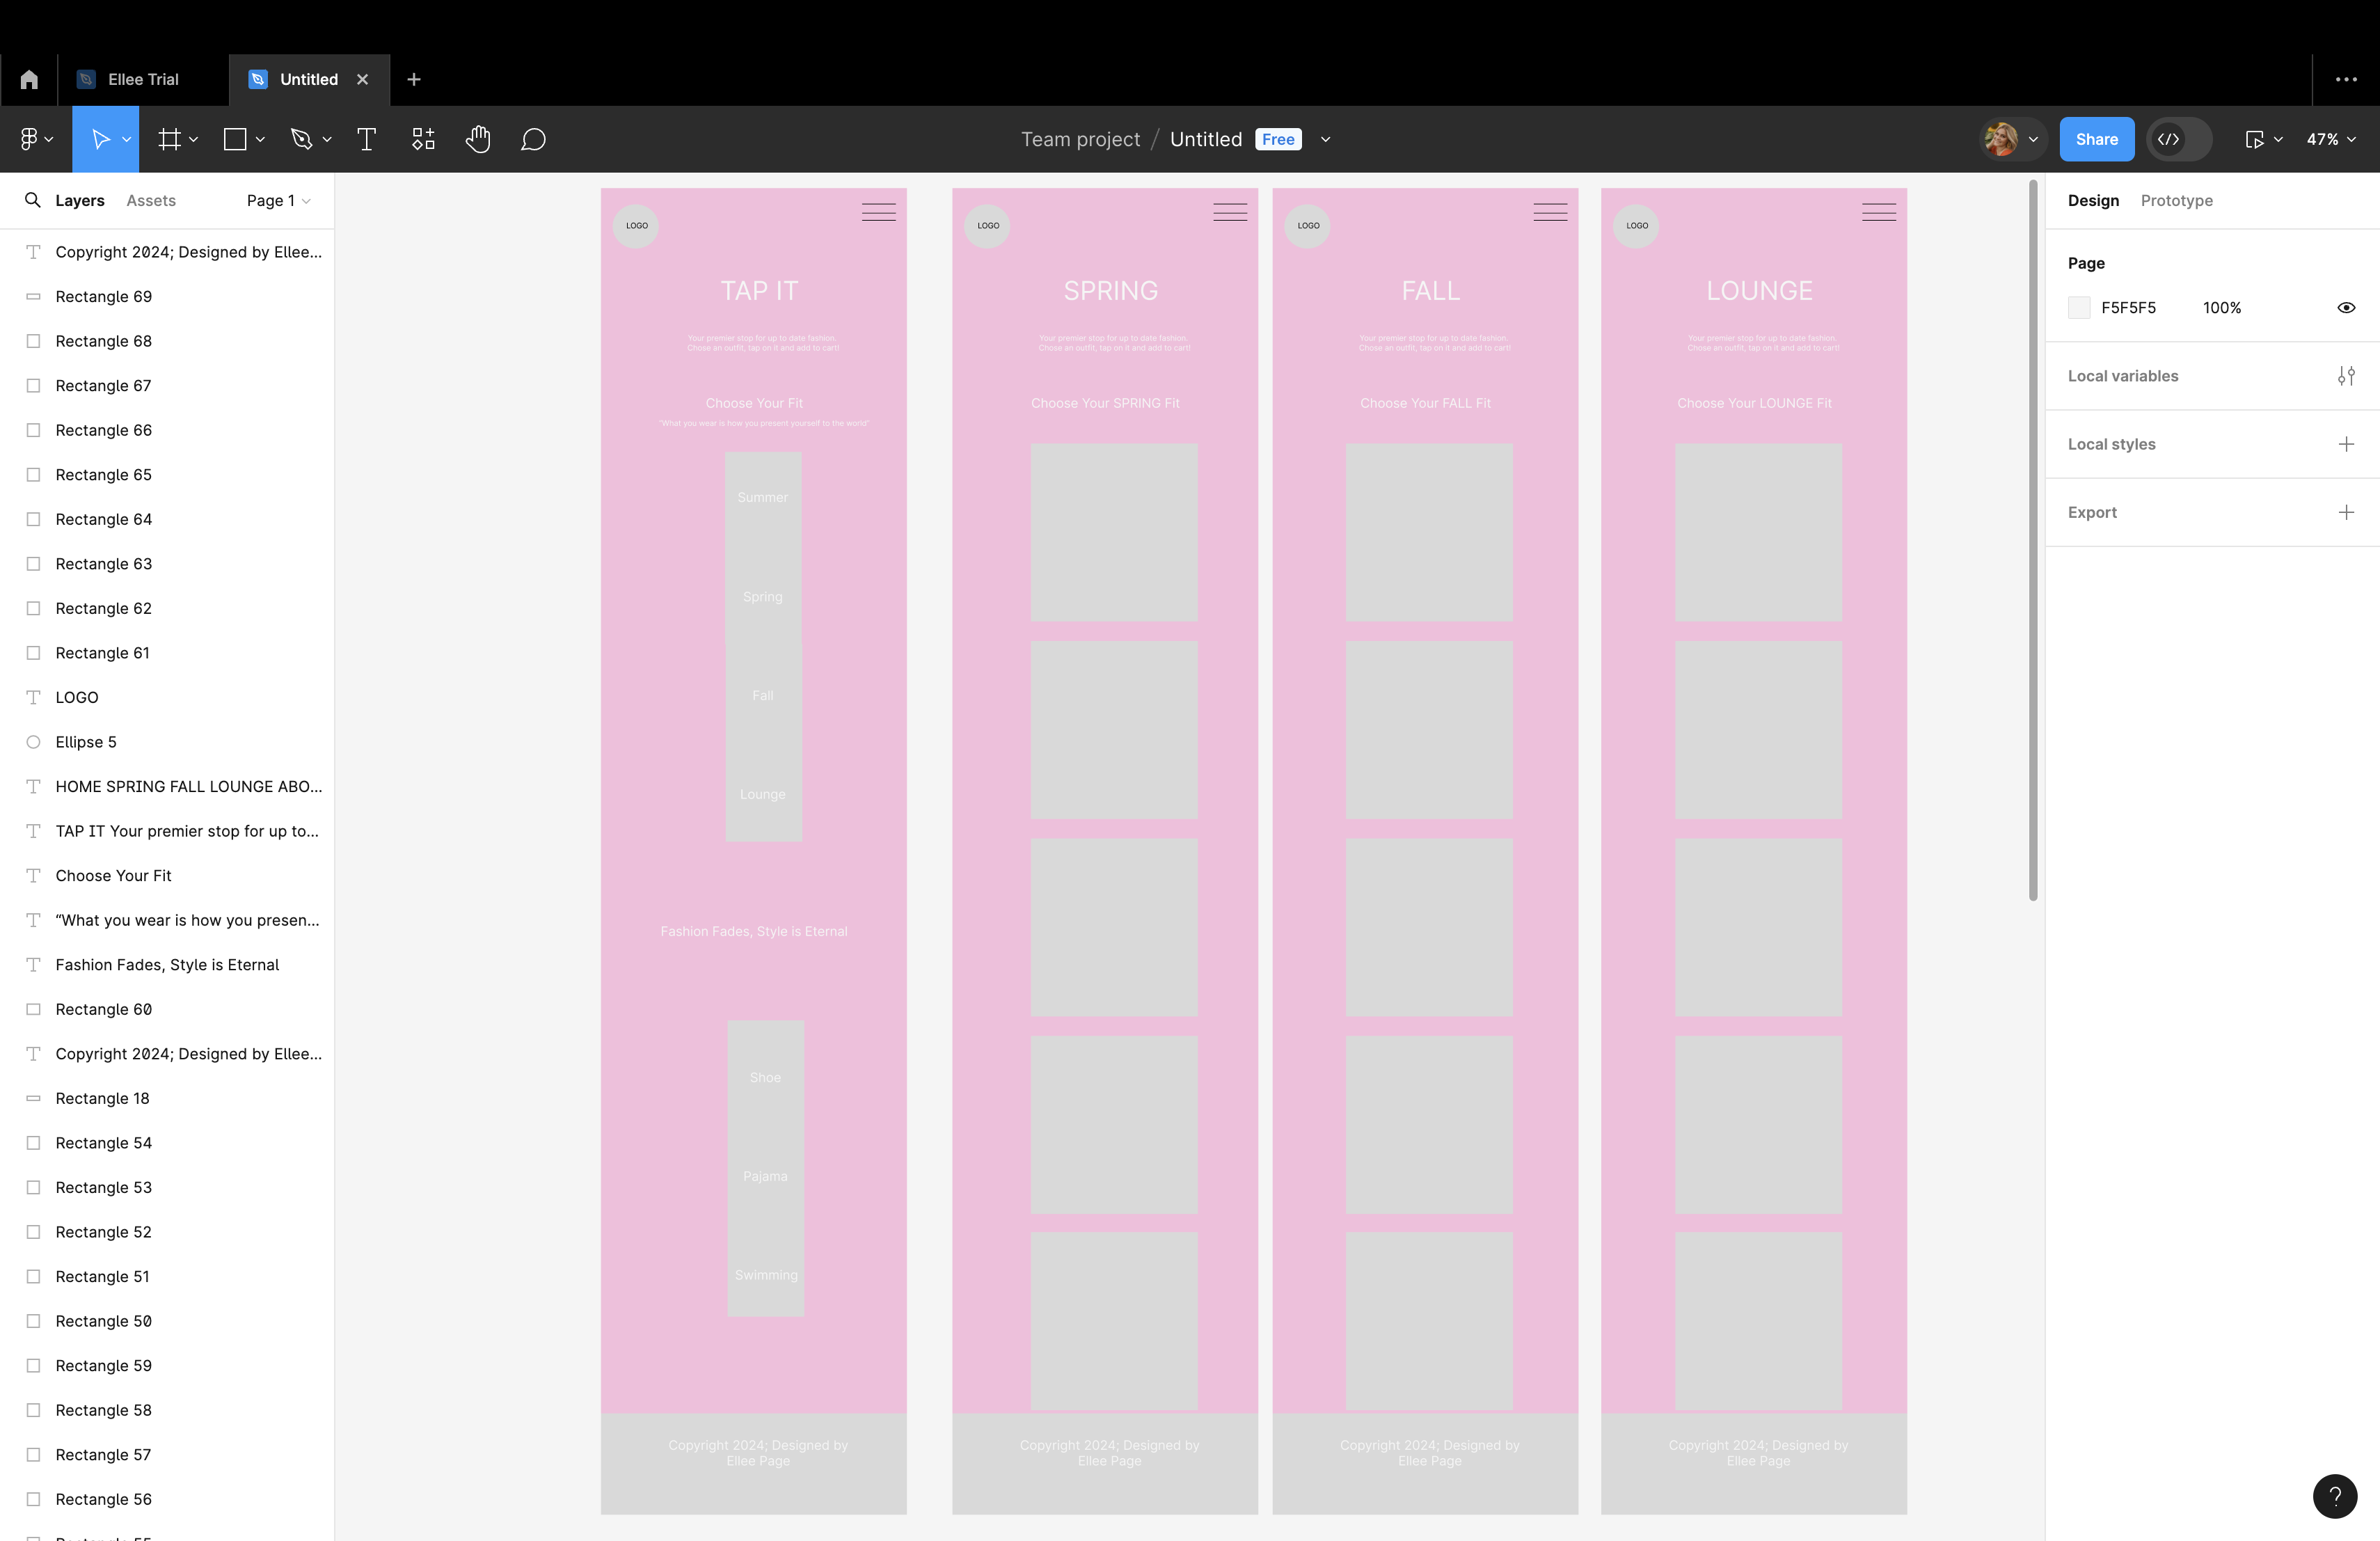 Ellee Trial
Untitled
Team project / Untitled Free
Share
47%
Layers Assets Page 1
Copyright 2024; Designed by Ellee...
Rectangle 69
Rectangle 68
Rectangle 67
Rectangle 66
Rectangle 65
Rectangle 64
Rectangle 63
Rectangle 62
Rectangle 61
LOGO
Ellipse 5
HOME SPRING FALL LOUNGE ABO...
TAP IT Your premier stop for up to...
Choose Your Fit
“What you wear is how you presen...
Fashion Fades, Style is Eternal
Rectangle 60
Copyright 2024; Designed by Ellee...
Rectangle 18
Rectangle 54
Rectangle 53
Rectangle 52
Rectangle 51
Rectangle 50
Rectangle 59
Rectangle 58
Rectangle 57
Rectangle 56
LOGO
TAP IT
Your premier stop for up to date fashion.
Chose an outfit, tap on it and add to cart!
Choose Your Fit
"What you wear is how you present yourself to the world"
Summer
Spring
Fall
Lounge
Fashion Fades, Style is Eternal
Shoe
Pajama
Swimming
Copyright 2024; Designed by
Ellee Page
LOGO
SPRING
Your premier stop for up to date fashion.
Chose an outfit, tap on it and add to cart!
Choose Your SPRING Fit
Copyright 2024; Designed by
Ellee Page
LOGO
FALL
Your premier stop for up to date fashion.
Chose an outfit, tap on it and add to cart!
Choose Your FALL Fit
Copyright 2024; Designed by
Ellee Page
LOGO
LOUNGE
Your premier stop for up to date fashion.
Chose an outfit, tap on it and add to cart!
Choose Your LOUNGE Fit
Copyright 2024; Designed by
Ellee Page
Design Prototype
Page
F5F5F5 100%
Local variables
Local styles
Export
?